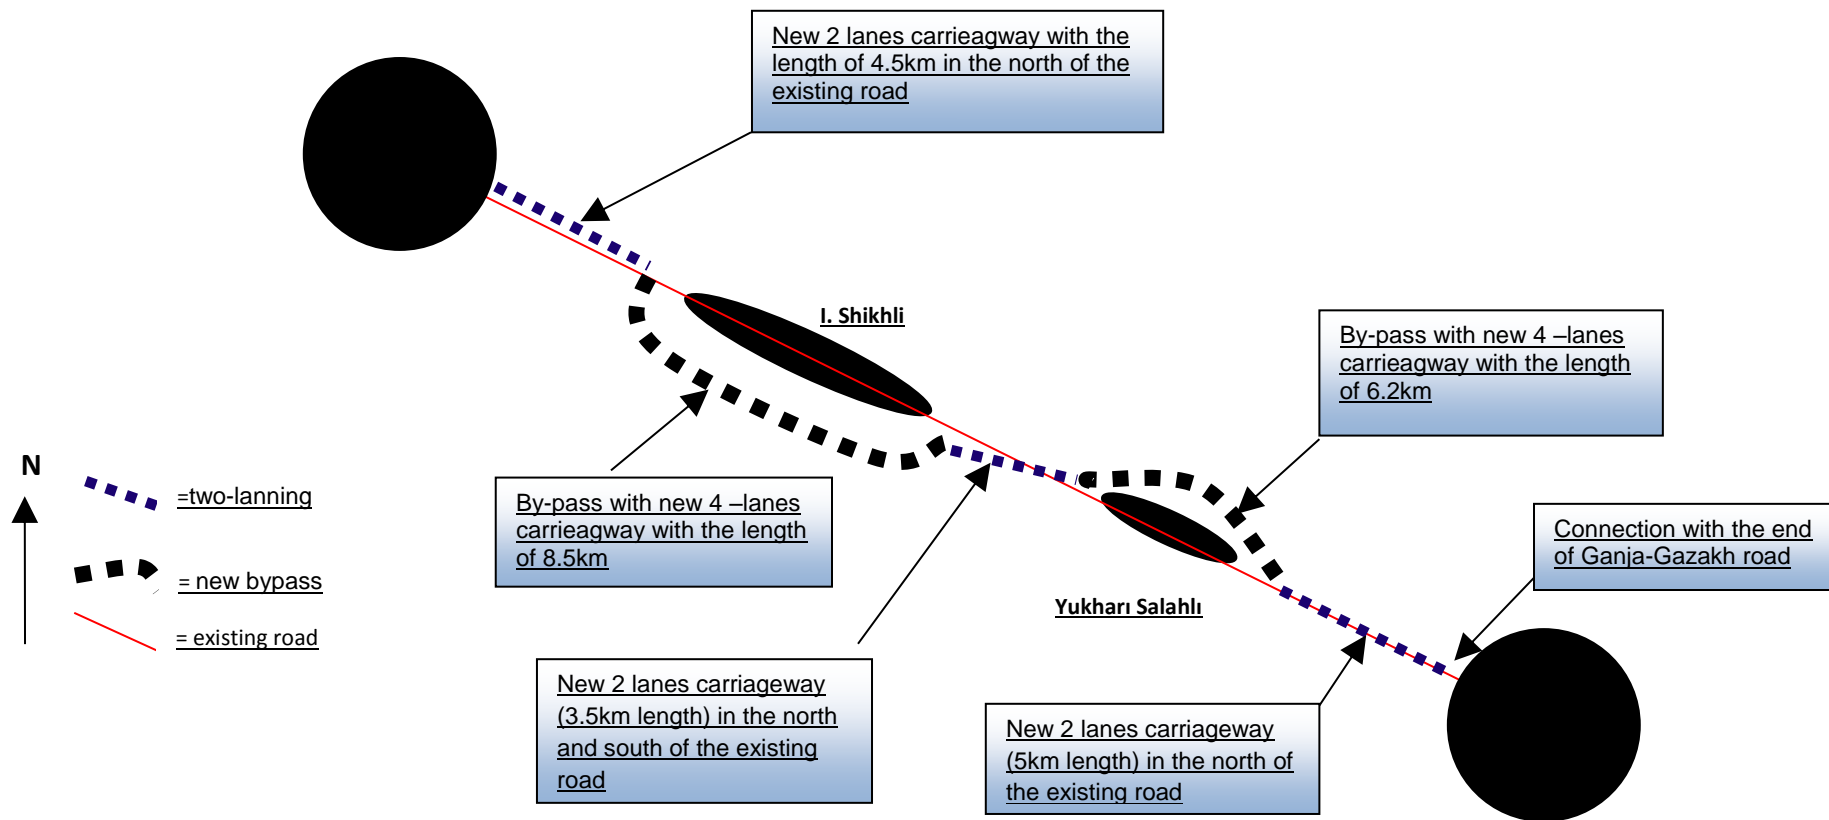 New 2 lanes carrieagway with the
length of 4.5km in the north of the
existing road
I. Shikhli
By-pass with new 4 –lanes
carrieagway with the length
of 6.2km
N
=two-lanning
= new bypass
= existing road
By-pass with new 4 –lanes
carrieagway with the length
of 8.5km
Connection with the end
of Ganja-Gazakh road
Yukharı Salahlı
New 2 lanes carriageway
(3.5km length) in the north
and south of the existing
road
New 2 lanes carriageway
(5km length) in the north of
the existing road